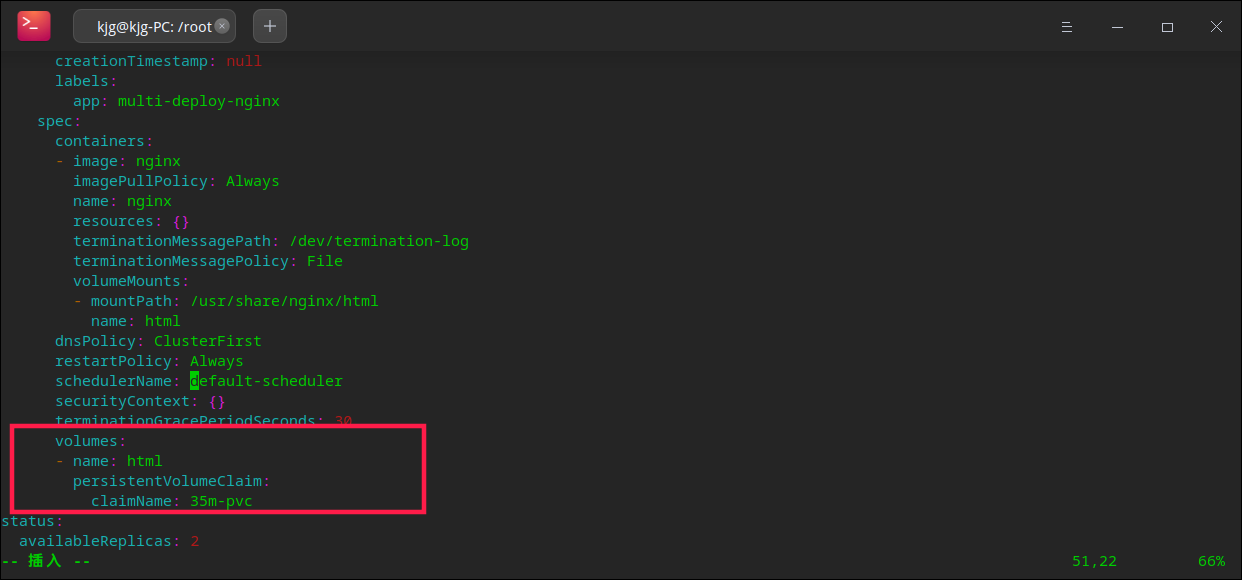 >_
kjg@kjg-PC: /root
      creationTimestamp: null
      labels:
        app: multi-deploy-nginx
    spec:
      containers:
      - image: nginx
        imagePullPolicy: Always
        name: nginx
        resources: {}
        terminationMessagePath: /dev/termination-log
        terminationMessagePolicy: File
        volumeMounts:
        - mountPath: /usr/share/nginx/html
          name: html
      dnsPolicy: ClusterFirst
      restartPolicy: Always
      schedulerName: default-scheduler
      securityContext: {}
      terminationGracePeriodSeconds: 30
      volumes:
      - name: html
        persistentVolumeClaim:
          claimName: 35m-pvc
status:
  availableReplicas: 2
-- 插入 -- 51,22 66%